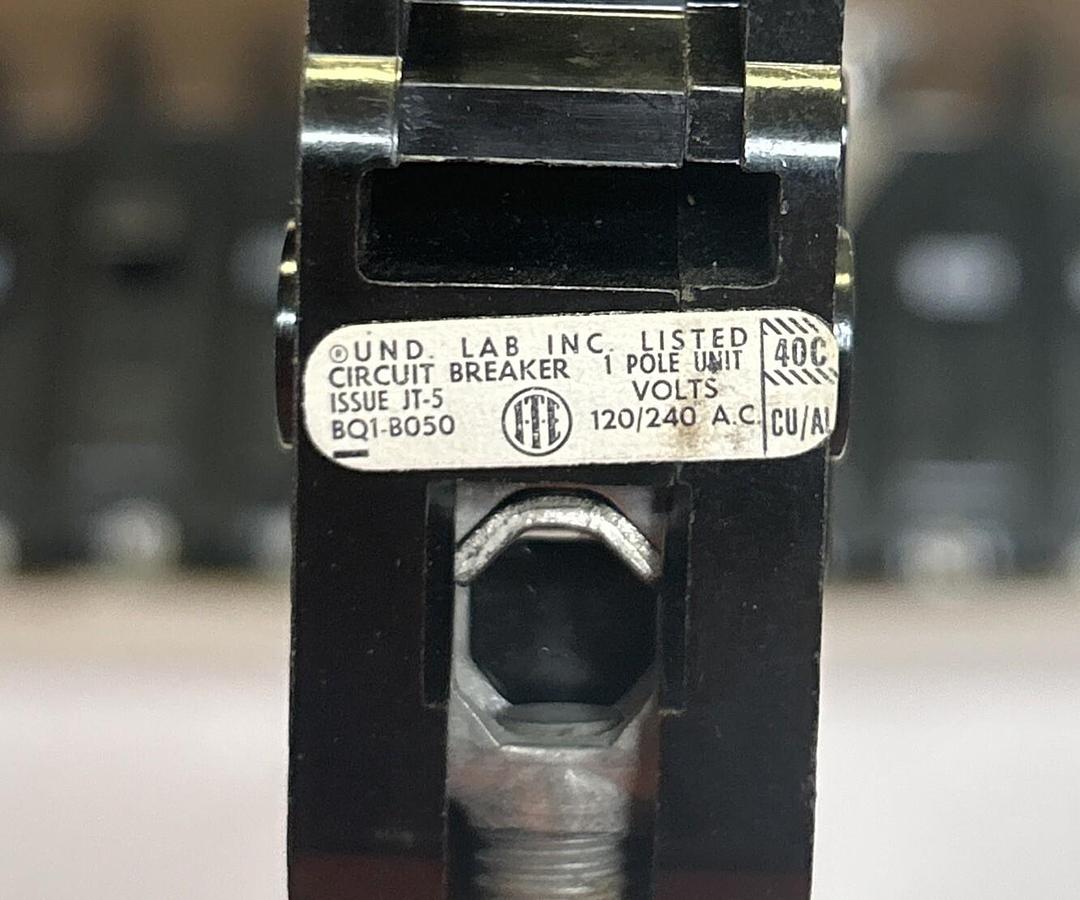 ® UND. LAB INC. LISTED
CIRCUIT BREAKER 1 POLE UNIT
ISSUE JT-5 VOLTS
BQ1-B050 I-T-E 120/240 A.C.
40C
CU/Al